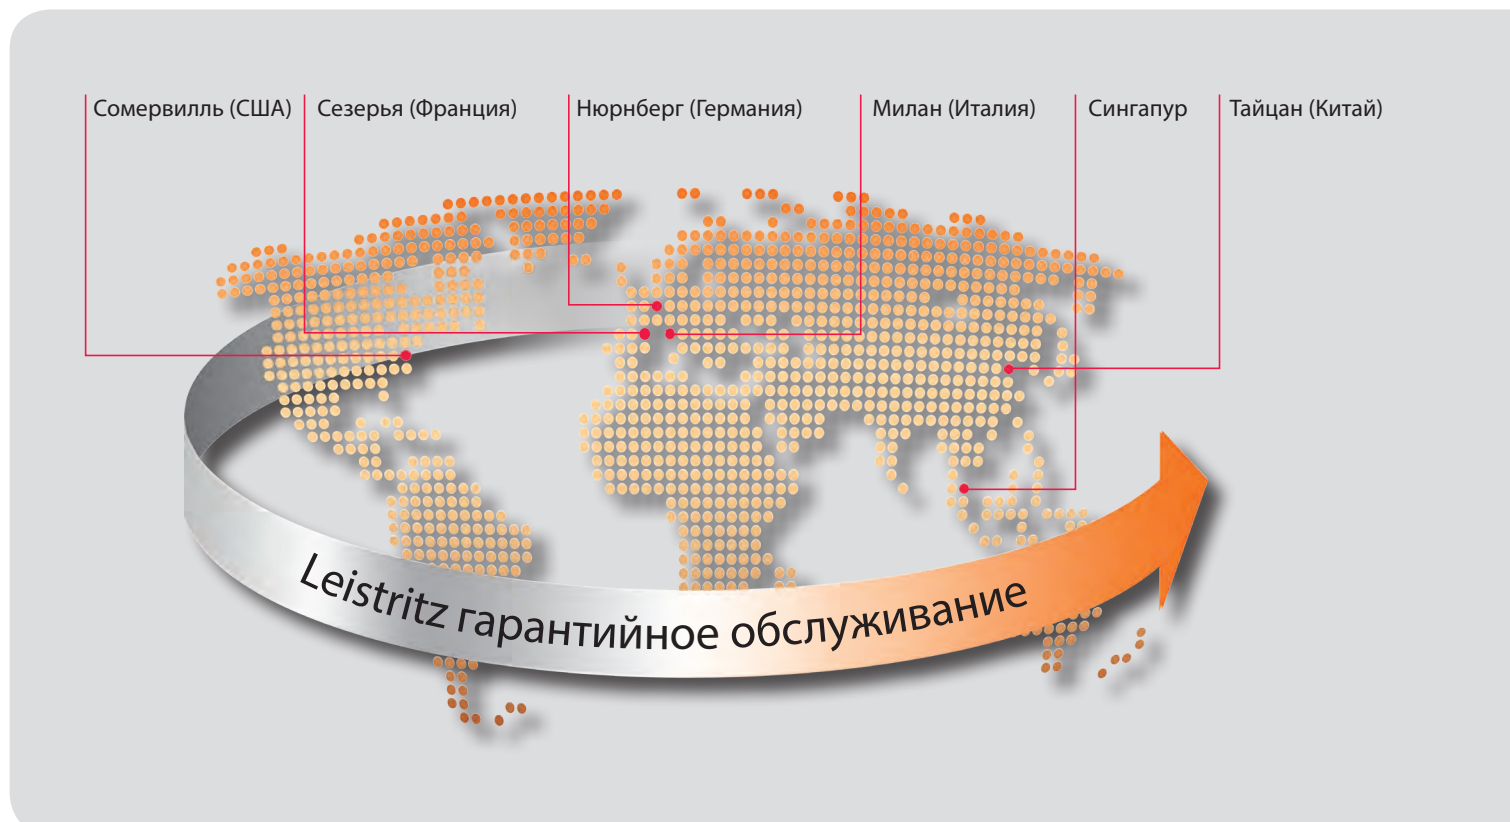 Сомервилль (США)
Сезерья (Франция)
Нюрнберг (Германия)
Милан (Италия)
Сингапур
Тайцан (Китай)
Leistritz гарантийное обслуживание